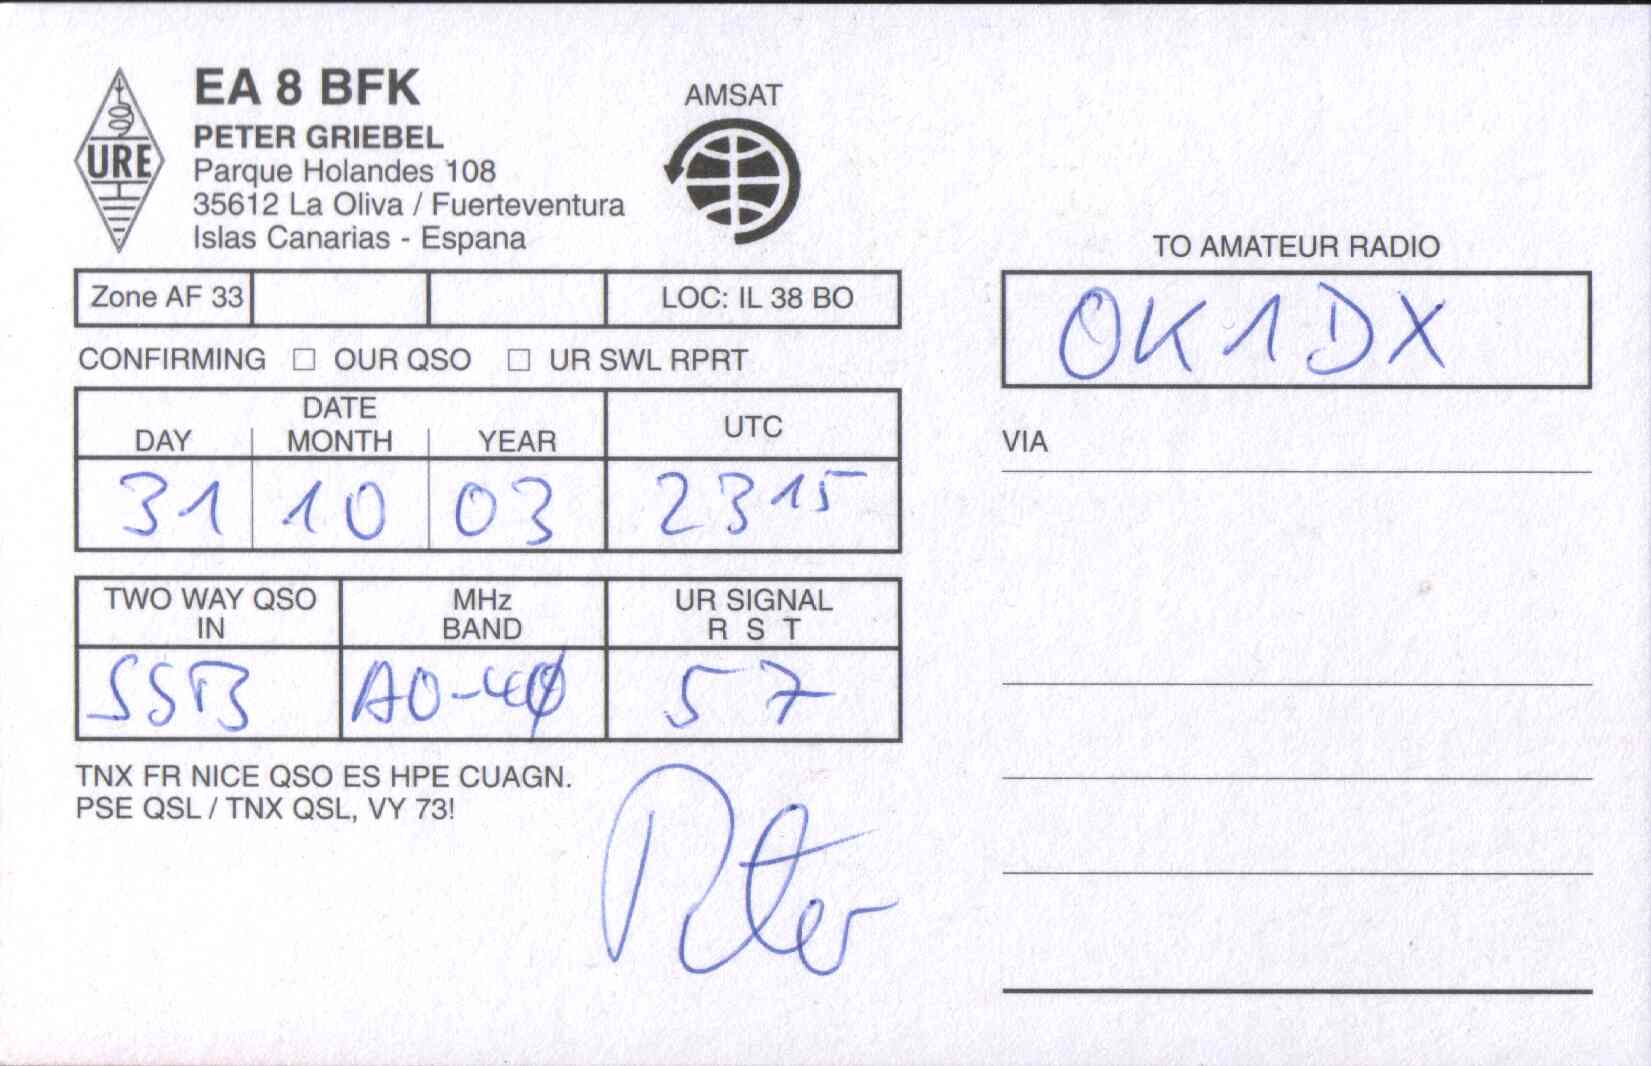 EA 8 BFK
PETER GRIEBEL
Parque Holandes 108
35612 La Oliva / Fuerteventura
Islas Canarias - Espana
URE
AMSAT
Zone AF 33
LOC: IL 38 BO
CONFIRMING □ OUR QSO □ UR SWL RPRT
DATE
DAY MONTH YEAR
UTC
31 10 03 2315
TWO WAY QSO
IN
MHz
BAND
UR SIGNAL
R S T
SSB AO-40 57
TNX FR NICE QSO ES HPE CUAGN.
PSE QSL / TNX QSL, VY 73!
Peter
TO AMATEUR RADIO
OK1DX
VIA